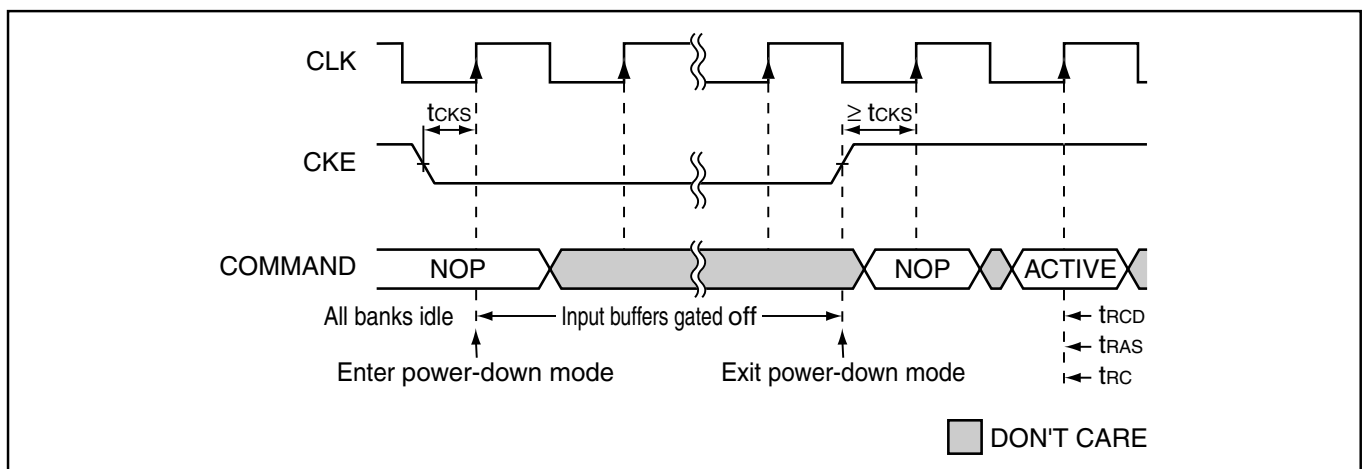 CLK
tCKS
≥ tCKS
CKE
COMMAND
NOP
NOP
ACTIVE
All banks idle
Input buffers gated off
tRCD
tRAS
tRC
Enter power-down mode
Exit power-down mode
DON'T CARE